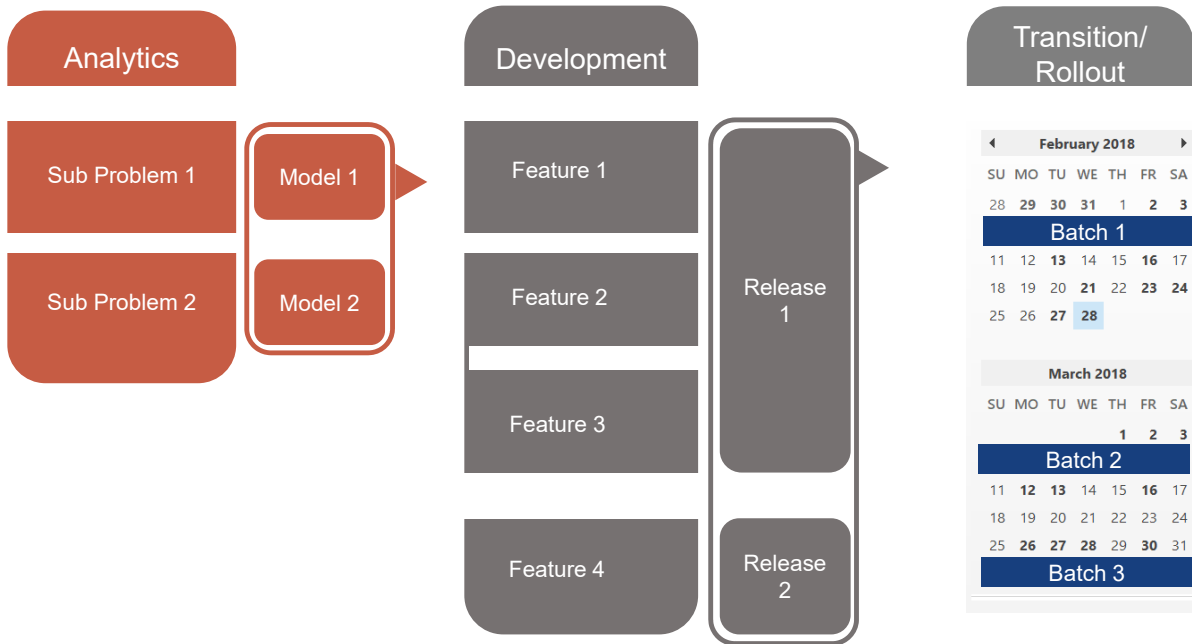 Analytics
Sub Problem 1
Model 1
Sub Problem 2
Model 2
Development
Feature 1
Feature 2
Feature 3
Feature 4
Release
1
Release
2
Transition/
Rollout
February 2018
SU MO TU WE TH FR SA
28 29 30 31 1 2 3
Batch 1
11 12 13 14 15 16 17
18 19 20 21 22 23 24
25 26 27 28
March 2018
SU MO TU WE TH FR SA
1 2 3
Batch 2
11 12 13 14 15 16 17
18 19 20 21 22 23 24
25 26 27 28 29 30 31
Batch 3